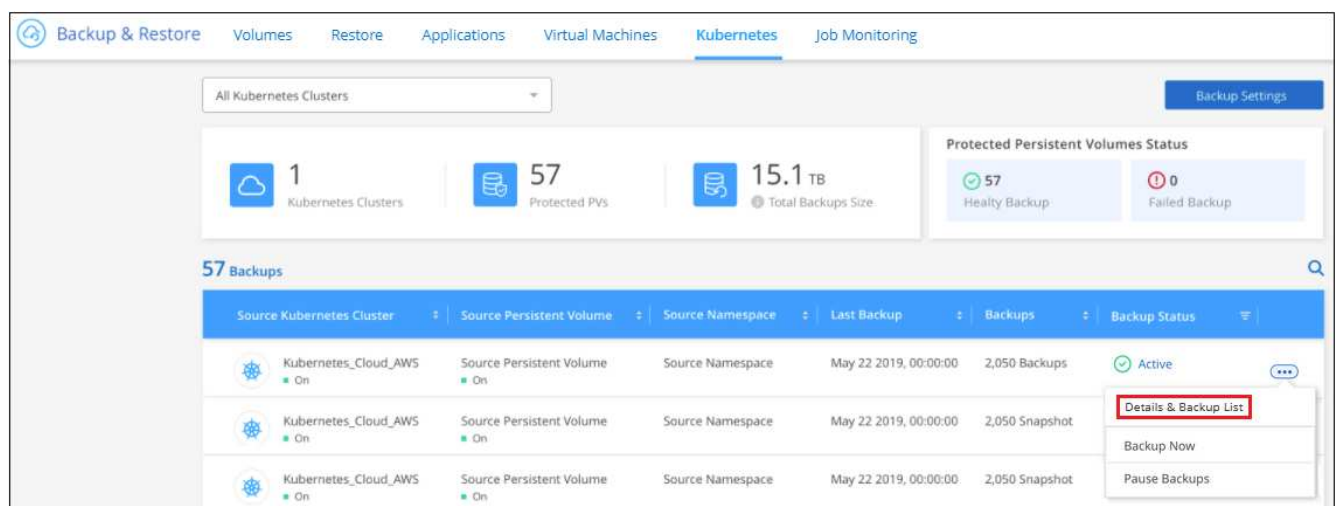 Backup & Restore Volumes Restore Applications Virtual Machines Kubernetes Job Monitoring
All Kubernetes Clusters Backup Settings
Protected Persistent Volumes Status
1 57 15.1 TB 57 0
Kubernetes Clusters Protected PVs Total Backups Size Healty Backup Failed Backup
57 Backups
Source Kubernetes Cluster Source Persistent Volume Source Namespace Last Backup Backups Backup Status
Kubernetes_Cloud_AWS Source Persistent Volume Source Namespace May 22 2019, 00:00:00 2,050 Backups Active
On On
Details & Backup List
Kubernetes_Cloud_AWS Source Persistent Volume Source Namespace May 22 2019, 00:00:00 2,050 Snapshot
On On
Backup Now
Kubernetes_Cloud_AWS Source Persistent Volume Source Namespace May 22 2019, 00:00:00 2,050 Snapshot Pause Backups
On On